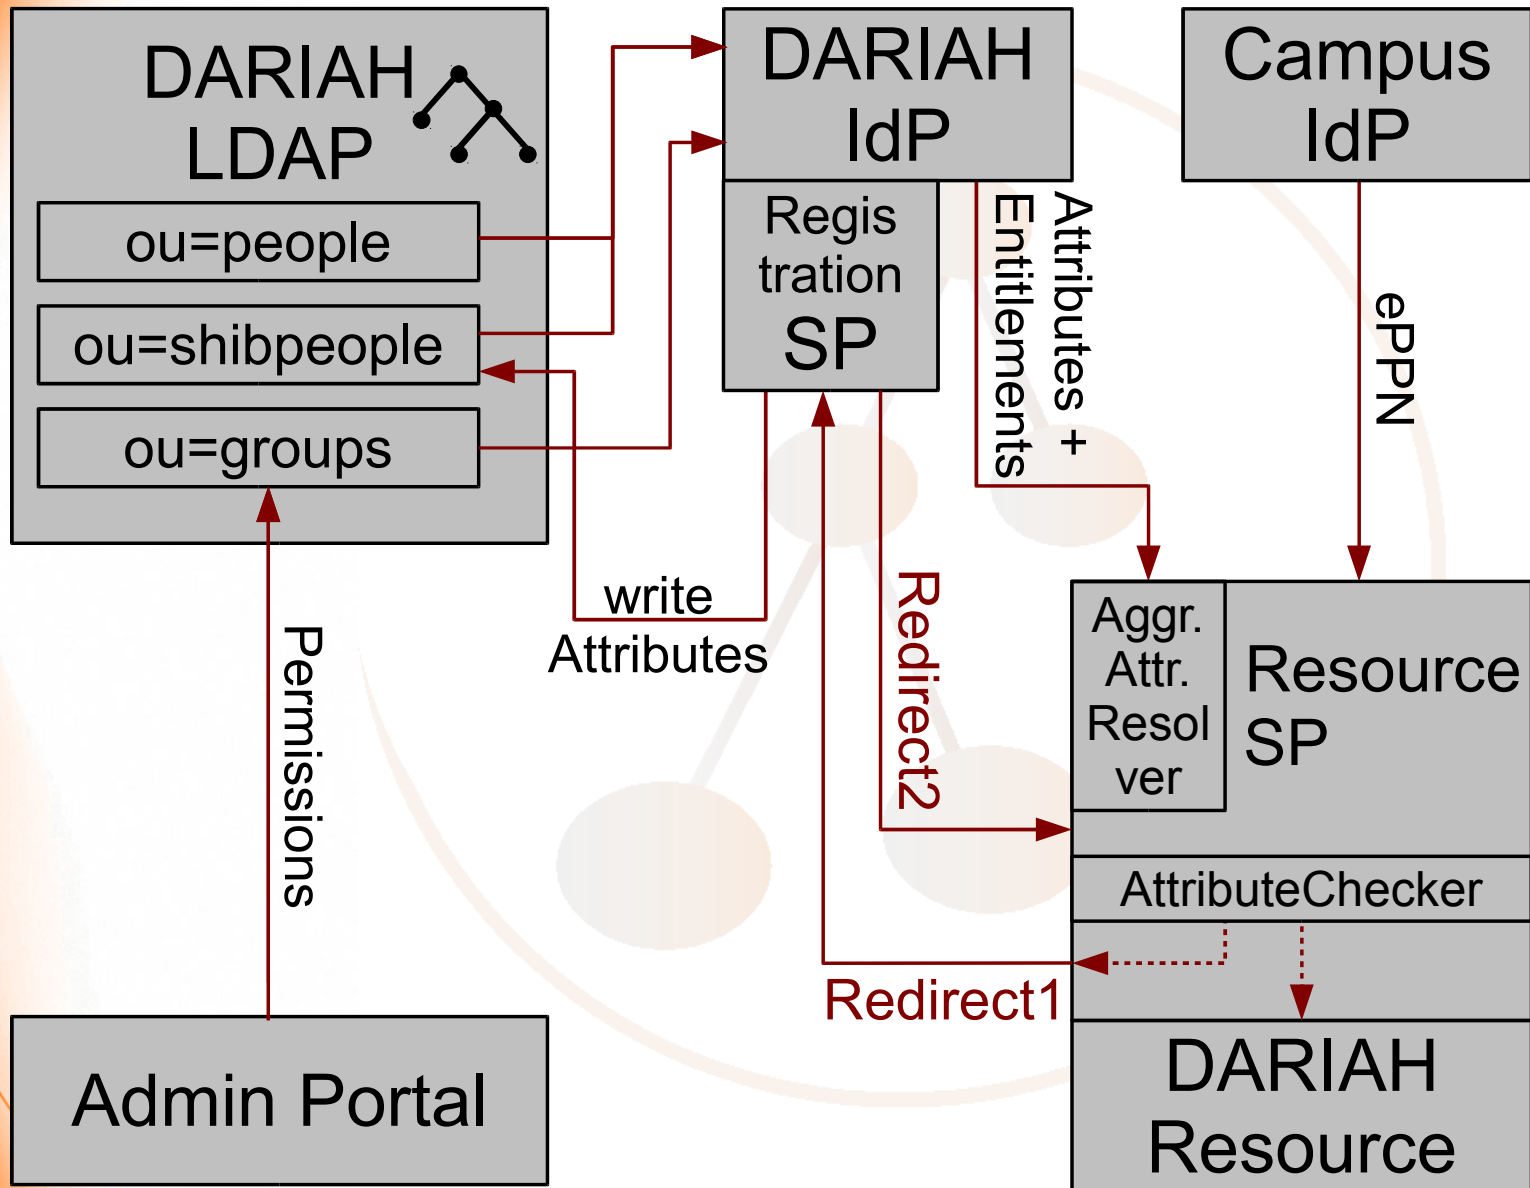 DARIAH
LDAP
ou=people
ou=shibpeople
ou=groups
DARIAH
IdP
Regis
tration
SP
Campus
IdP
Attributes +
Entitlements
ePPN
write
Attributes
Redirect2
Permissions
Aggr.
Attr.
Resol
ver
Resource
SP
AttributeChecker
Redirect1
Admin Portal
DARIAH
Resource